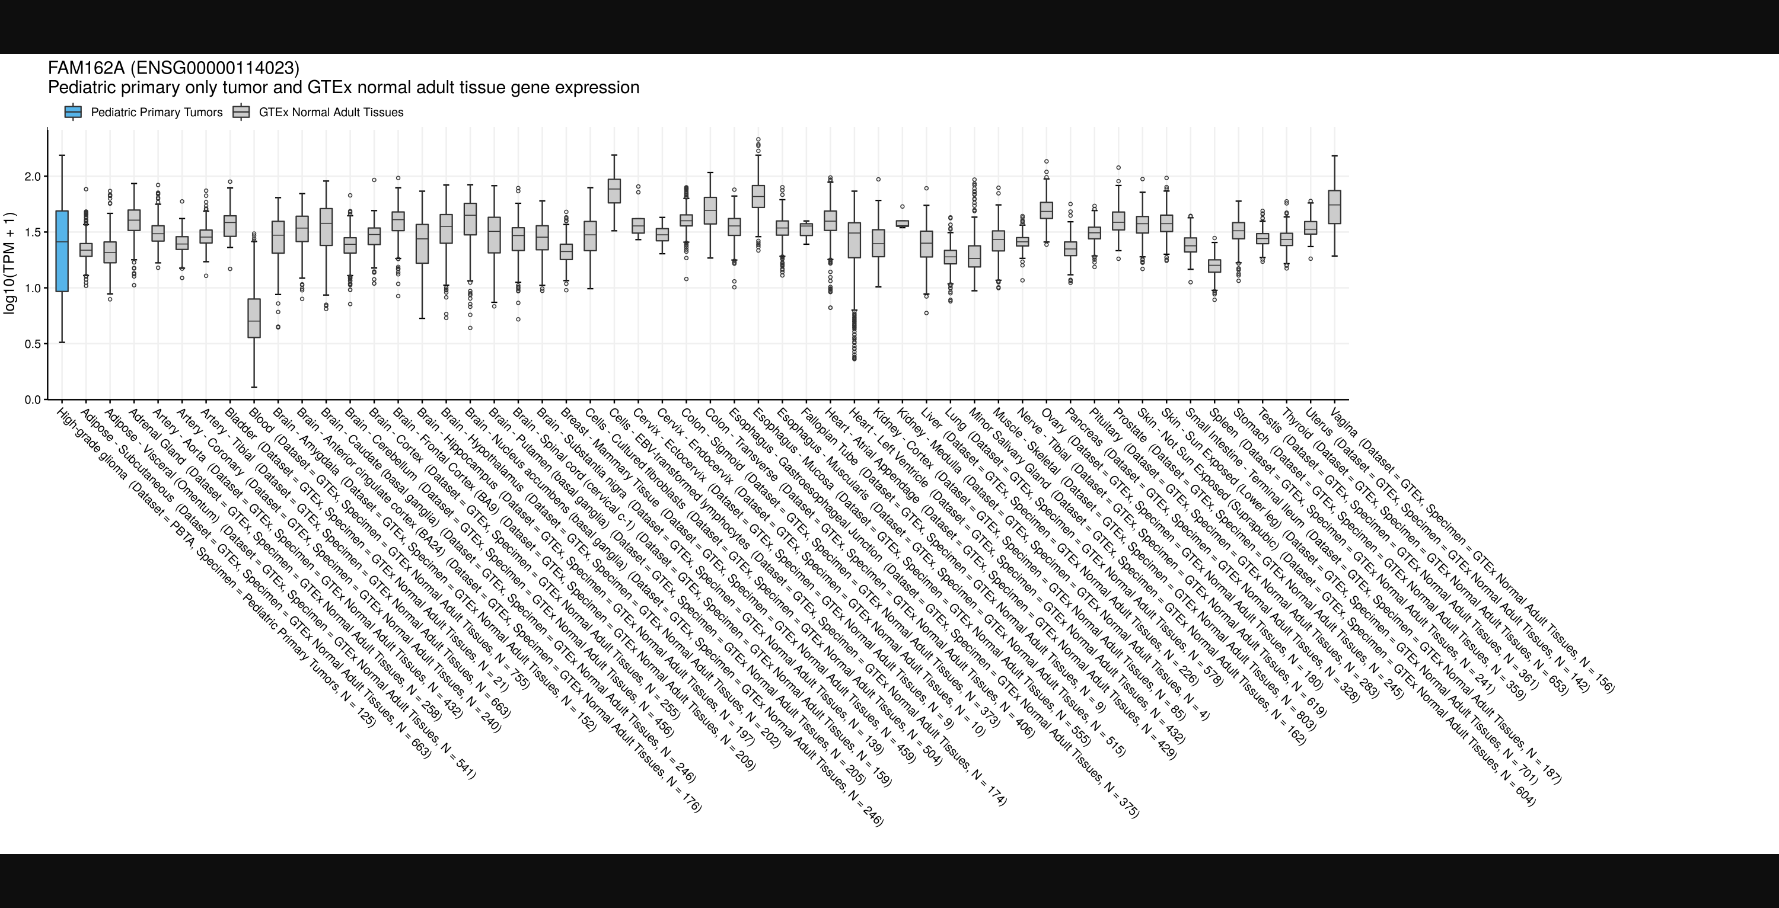 FAM162A (ENSG00000114023)
Pediatric primary only tumor and GTEx normal adult tissue gene expression
Pediatric Primary Tumors
GTEx Normal Adult Tissues
log10(TPM + 1)
2.0
1.5
1.0
0.5
0.0
High-grade glioma (Dataset = PBTA, Specimen = Pediatric Primary Tumors, N = 125)
Adipose - Subcutaneous (Dataset = GTEx, Specimen = GTEx Normal Adult Tissues, N = 663)
Adipose - Visceral (Omentum) (Dataset = GTEx, Specimen = GTEx Normal Adult Tissues, N = 541)
Adrenal Gland (Dataset = GTEx, Specimen = GTEx Normal Adult Tissues, N = 258)
Artery - Aorta (Dataset = GTEx, Specimen = GTEx Normal Adult Tissues, N = 432)
Artery - Coronary (Dataset = GTEx, Specimen = GTEx Normal Adult Tissues, N = 240)
Artery - Tibial (Dataset = GTEx, Specimen = GTEx Normal Adult Tissues, N = 663)
Bladder (Dataset = GTEx, Specimen = GTEx Normal Adult Tissues, N = 21)
Blood (Dataset = GTEx, Specimen = GTEx Normal Adult Tissues, N = 755)
Brain - Amygdala (Dataset = GTEx, Specimen = GTEx Normal Adult Tissues, N = 152)
Brain - Anterior cingulate cortex (BA24) (Dataset = GTEx, Specimen = GTEx Normal Adult Tissues, N = 176)
Brain - Caudate (basal ganglia) (Dataset = GTEx, Specimen = GTEx Normal Adult Tissues, N = 246)
Brain - Cerebellum (Dataset = GTEx, Specimen = GTEx Normal Adult Tissues, N = 456)
Brain - Cortex (Dataset = GTEx, Specimen = GTEx Normal Adult Tissues, N = 255)
Brain - Frontal Cortex (BA9) (Dataset = GTEx, Specimen = GTEx Normal Adult Tissues, N = 209)
Brain - Hippocampus (Dataset = GTEx, Specimen = GTEx Normal Adult Tissues, N = 197)
Brain - Hypothalamus (Dataset = GTEx, Specimen = GTEx Normal Adult Tissues, N = 202)
Brain - Nucleus accumbens (basal ganglia) (Dataset = GTEx, Specimen = GTEx Normal Adult Tissues, N = 246)
Brain - Putamen (basal ganglia) (Dataset = GTEx, Specimen = GTEx Normal Adult Tissues, N = 205)
Brain - Spinal cord (cervical c-1) (Dataset = GTEx, Specimen = GTEx Normal Adult Tissues, N = 159)
Brain - Substantia nigra (Dataset = GTEx, Specimen = GTEx Normal Adult Tissues, N = 139)
Breast - Mammary Tissue (Dataset = GTEx, Specimen = GTEx Normal Adult Tissues, N = 459)
Cells - Cultured fibroblasts (Dataset = GTEx, Specimen = GTEx Normal Adult Tissues, N = 504)
Cells - EBV-transformed lymphocytes (Dataset = GTEx, Specimen = GTEx Normal Adult Tissues, N = 174)
Cervix - Ectocervix (Dataset = GTEx, Specimen = GTEx Normal Adult Tissues, N = 9)
Cervix - Endocervix (Dataset = GTEx, Specimen = GTEx Normal Adult Tissues, N = 10)
Colon - Sigmoid (Dataset = GTEx, Specimen = GTEx Normal Adult Tissues, N = 373)
Colon - Transverse (Dataset = GTEx, Specimen = GTEx Normal Adult Tissues, N = 406)
Esophagus - Gastroesophageal Junction (Dataset = GTEx, Specimen = GTEx Normal Adult Tissues, N = 375)
Esophagus - Mucosa (Dataset = GTEx, Specimen = GTEx Normal Adult Tissues, N = 555)
Esophagus - Muscularis (Dataset = GTEx, Specimen = GTEx Normal Adult Tissues, N = 515)
Fallopian Tube (Dataset = GTEx, Specimen = GTEx Normal Adult Tissues, N = 9)
Heart - Atrial Appendage (Dataset = GTEx, Specimen = GTEx Normal Adult Tissues, N = 429)
Heart - Left Ventricle (Dataset = GTEx, Specimen = GTEx Normal Adult Tissues, N = 432)
Kidney - Cortex (Dataset = GTEx, Specimen = GTEx Normal Adult Tissues, N = 85)
Kidney - Medulla (Dataset = GTEx, Specimen = GTEx Normal Adult Tissues, N = 4)
Liver (Dataset = GTEx, Specimen = GTEx Normal Adult Tissues, N = 226)
Lung (Dataset = GTEx, Specimen = GTEx Normal Adult Tissues, N = 578)
Minor Salivary Gland (Dataset = GTEx, Specimen = GTEx Normal Adult Tissues, N = 162)
Muscle - Skeletal (Dataset = GTEx, Specimen = GTEx Normal Adult Tissues, N = 803)
Nerve - Tibial (Dataset = GTEx, Specimen = GTEx Normal Adult Tissues, N = 619)
Ovary (Dataset = GTEx, Specimen = GTEx Normal Adult Tissues, N = 180)
Pancreas (Dataset = GTEx, Specimen = GTEx Normal Adult Tissues, N = 328)
Pituitary (Dataset = GTEx, Specimen = GTEx Normal Adult Tissues, N = 283)
Prostate (Dataset = GTEx, Specimen = GTEx Normal Adult Tissues, N = 245)
Skin - Not Sun Exposed (Suprapubic) (Dataset = GTEx, Specimen = GTEx Normal Adult Tissues, N = 604)
Skin - Sun Exposed (Lower leg) (Dataset = GTEx, Specimen = GTEx Normal Adult Tissues, N = 701)
Small Intestine - Terminal Ileum (Dataset = GTEx, Specimen = GTEx Normal Adult Tissues, N = 187)
Spleen (Dataset = GTEx, Specimen = GTEx Normal Adult Tissues, N = 241)
Stomach (Dataset = GTEx, Specimen = GTEx Normal Adult Tissues, N = 359)
Testis (Dataset = GTEx, Specimen = GTEx Normal Adult Tissues, N = 361)
Thyroid (Dataset = GTEx, Specimen = GTEx Normal Adult Tissues, N = 653)
Uterus (Dataset = GTEx, Specimen = GTEx Normal Adult Tissues, N = 142)
Vagina (Dataset = GTEx, Specimen = GTEx Normal Adult Tissues, N = 156)